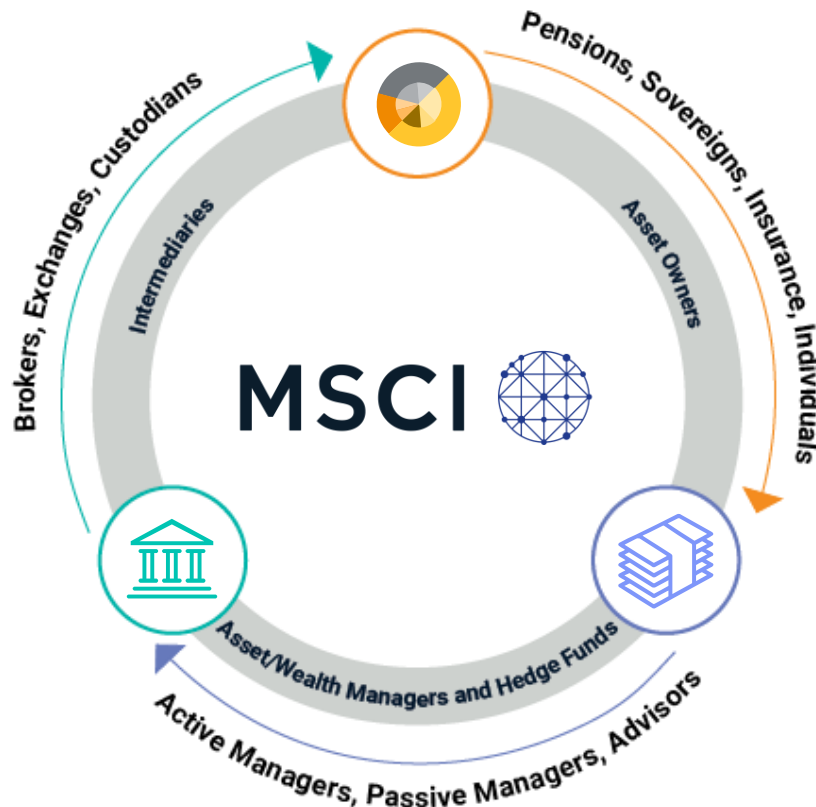 Pensions, Sovereigns, Insurance, Individuals
Brokers, Exchanges, Custodians
Intermediaries
Asset Owners
MSCI
Asset/Wealth Managers and Hedge Funds
Active Managers, Passive Managers, Advisors